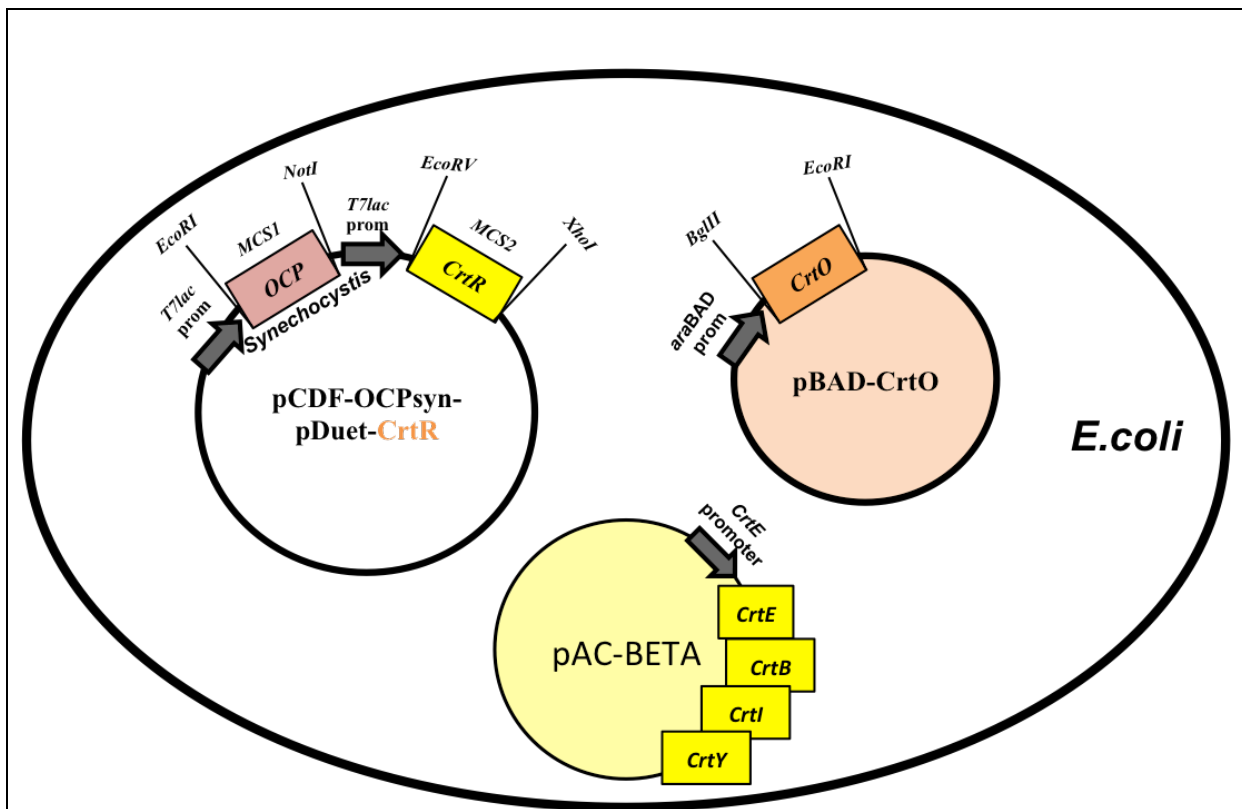 EcoRI
MCS1
NotI
T7lac
prom
EcoRV
MCS2
XhoI
T7lac
prom
OCP
Synechocystis
CrtR
pCDF-OCPsyn-
pDuet-CrtR
BglII
EcoRI
araBAD
prom
CrtO
pBAD-CrtO
E.coli
CrtE
promoter
pAC-BETA
CrtE
CrtB
CrtI
CrtY